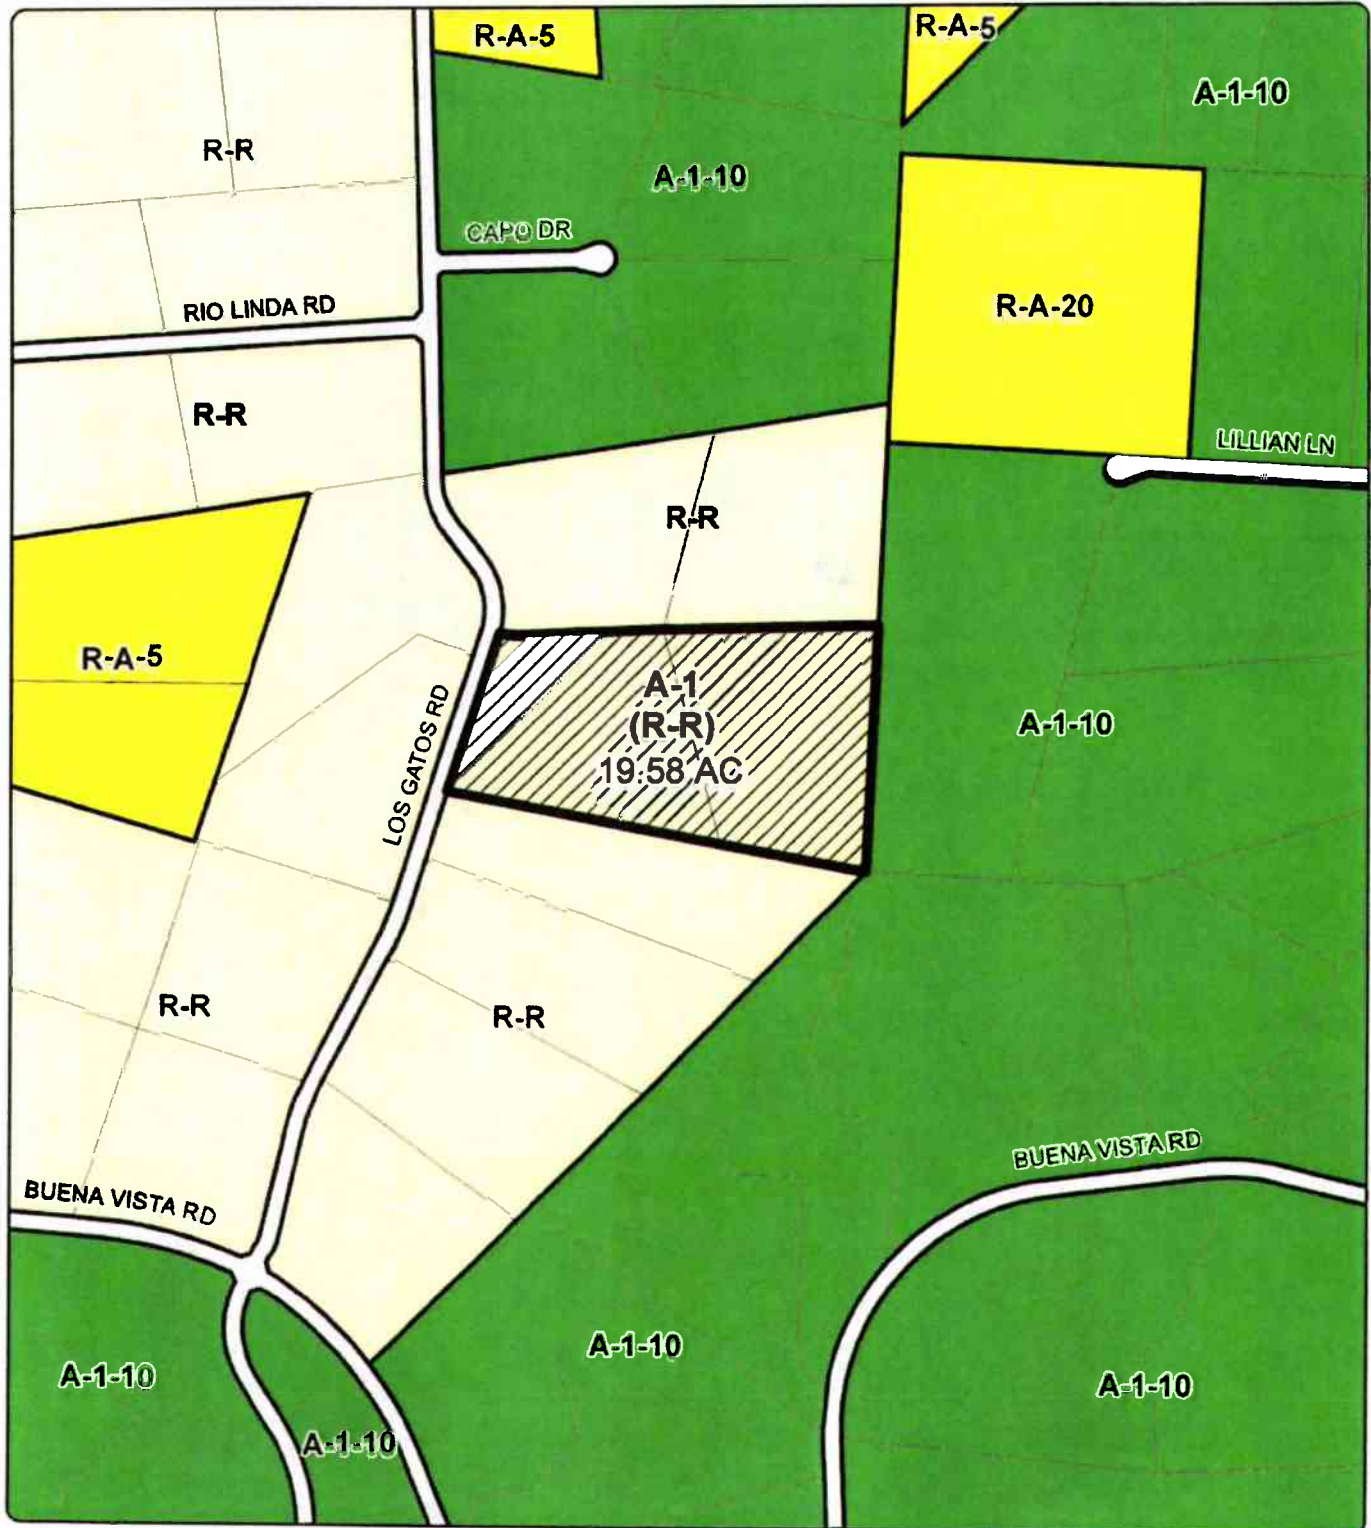 R-A-5
R-A-5
A-1-10
R-R
A-1-10
CAPO DR
RIO LINDA RD
R-A-20
R-R
LILLIAN LN
R-R
R-A-5
A-1
(R-R)
19.58 AC
LOS GATOS RD
A-1-10
R-R
R-R
BUENA VISTA RD
BUENA VISTA RD
A-1-10
A-1-10
A-1-10
A-1-10